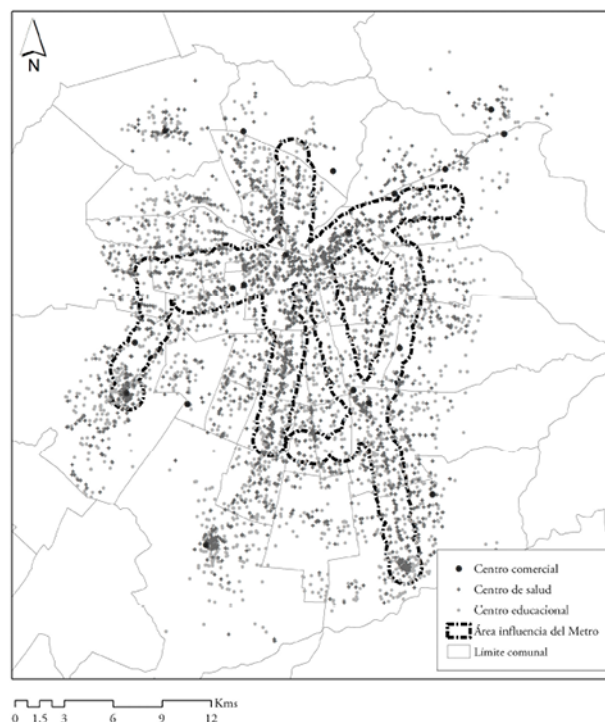 N
Centro comercial
Centro de salud
Centro educacional
Área influencia del Metro
Límite comunal
Kms
0 1.5 3 6 9 12